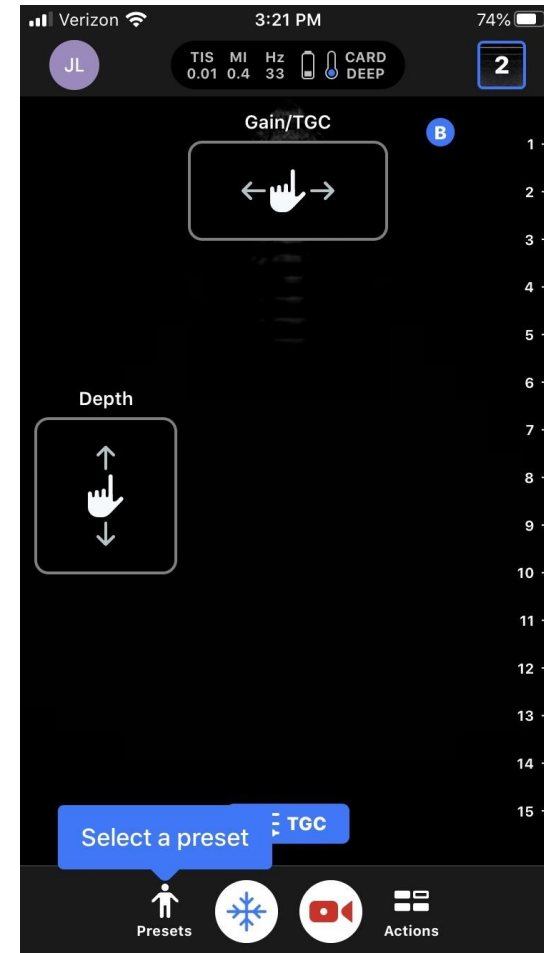 Verizon 3:21 PM 74%
JL
TIS MI Hz CARD
0.01 0.4 33 DEEP
2
Gain/TGC
B
1
2
3
4
5
6
Depth
7
8
9
10
11
12
13
14
15
TGC
Select a preset
Presets
Actions